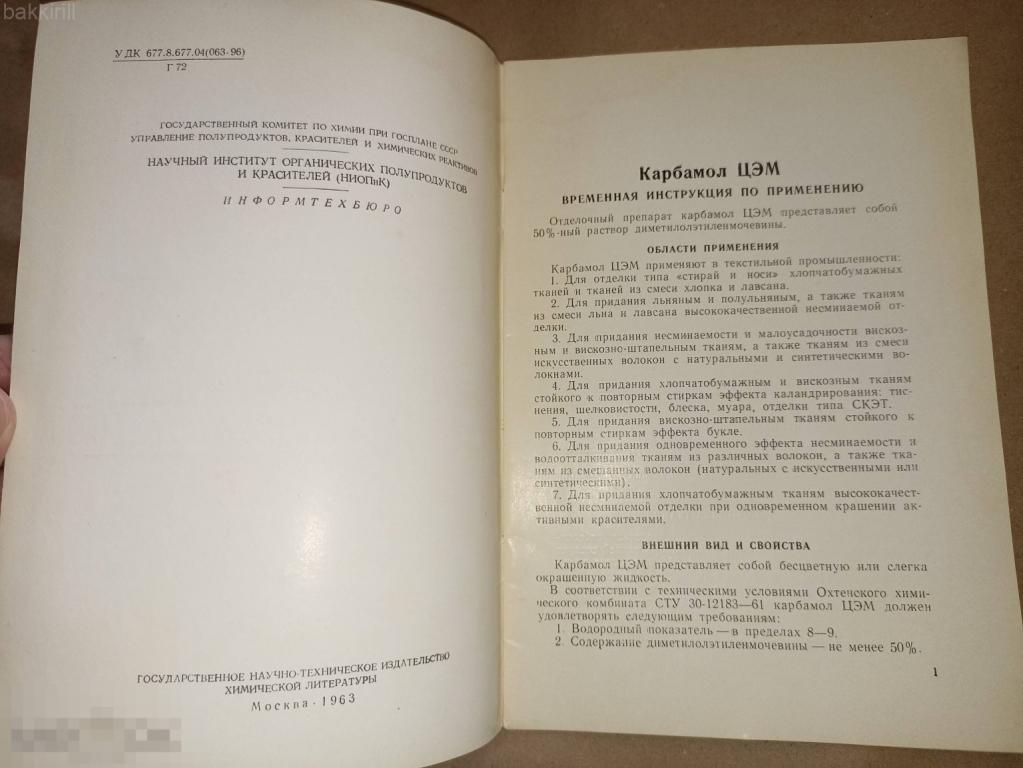 bakkirill
УДК 677.8.677.04(063-96)
Г 72
ГОСУДАРСТВЕННЫЙ КОМИТЕТ ПО ХИМИИ ПРИ ГОСПЛАНЕ СССР
УПРАВЛЕНИЕ ПОЛУПРОДУКТОВ, КРАСИТЕЛЕЙ И ХИМИЧЕСКИХ РЕАКТИВОВ
НАУЧНЫЙ ИНСТИТУТ ОРГАНИЧЕСКИХ ПОЛУПРОДУКТОВ
И КРАСИТЕЛЕЙ (НИОПиК)
ИНФОРМТЕХБЮРО
ГОСУДАРСТВЕННОЕ НАУЧНО-ТЕХНИЧЕСКОЕ ИЗДАТЕЛЬСТВО
ХИМИЧЕСКОЙ ЛИТЕРАТУРЫ
Москва · 1963
Карбамол ЦЭМ
ВРЕМЕННАЯ ИНСТРУКЦИЯ ПО ПРИМЕНЕНИЮ
Отделочный препарат карбамол ЦЭМ представляет собой
50%-ный раствор диметилолэтиленмочевины.
ОБЛАСТИ ПРИМЕНЕНИЯ
Карбамол ЦЭМ применяют в текстильной промышленности:
1. Для отделки типа «стирай и носи» хлопчатобумажных
тканей и тканей из смеси хлопка и лавсана.
2. Для придания льняным и полульняным, а также тканям
из смеси льна и лавсана высококачественной несминаемой от-
делки.
3. Для придания несминаемости и малоусадочности вискоз-
ным и вискозно-штапельным тканям, а также тканям из смеси
искусственных волокон с натуральными и синтетическими во-
локнами.
4. Для придания хлопчатобумажным и вискозным тканям
стойкого к повторным стиркам эффекта каландрирования: тис-
нения, шелковистости, блеска, муара, отделки типа СКЭТ.
5. Для придания вискозно-штапельным тканям стойкого к
повторным стиркам эффекта букле.
6. Для придания одновременного эффекта несминаемости и
водоотталкивания тканям из различных волокон, а также тка-
ням из смешанных волокон (натуральных с искусственными или
синтетическими).
7. Для придания хлопчатобумажным тканям высококачест-
венной несминаемой отделки при одновременном крашении ак-
тивными красителями.
ВНЕШНИЙ ВИД И СВОЙСТВА
Карбамол ЦЭМ представляет собой бесцветную или слегка
окрашенную жидкость.
В соответствии с техническими условиями Охтенского хими-
ческого комбината СТУ 30-12183—61 карбамол ЦЭМ должен
удовлетворять следующим требованиям:
1. Водородный показатель — в пределах 8—9.
2. Содержание диметилолэтиленмочевины — не менее 50%.
1